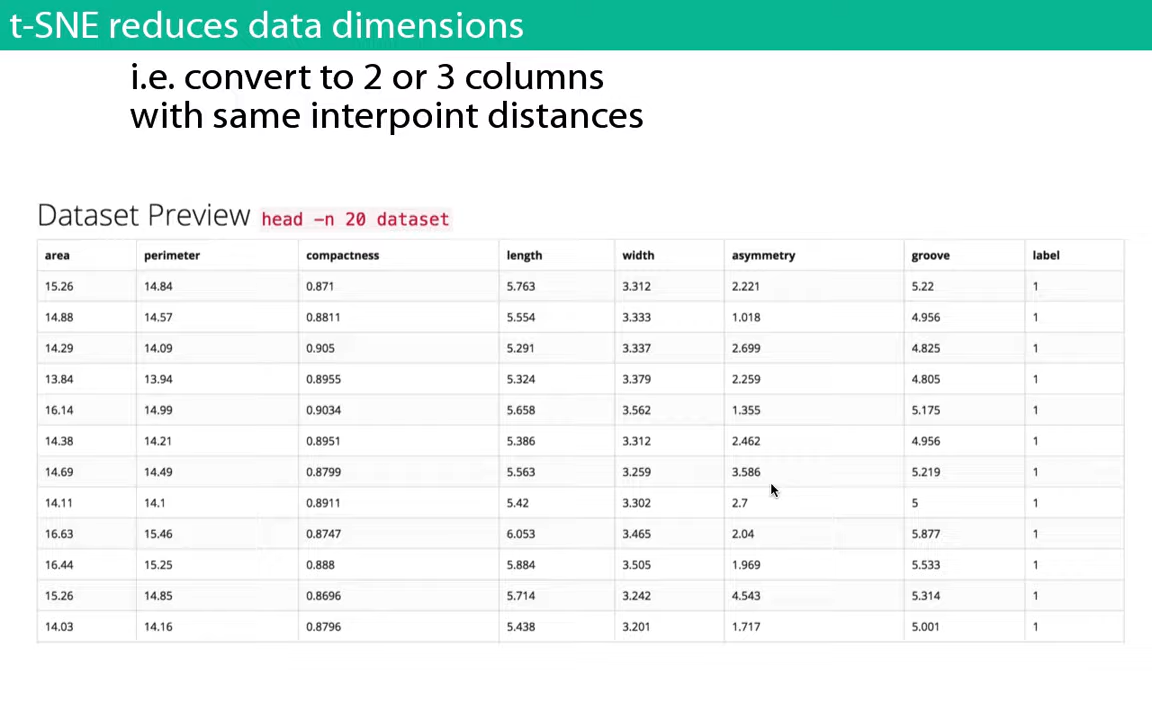 t-SNE reduces data dimensions
i.e. convert to 2 or 3 columns
with same interpoint distances
Dataset Preview head -n 20 dataset
area perimeter compactness length width asymmetry groove label
15.26 14.84 0.871 5.763 3.312 2.221 5.22 1
14.88 14.57 0.8811 5.554 3.333 1.018 4.956 1
14.29 14.09 0.905 5.291 3.337 2.699 4.825 1
13.84 13.94 0.8955 5.324 3.379 2.259 4.805 1
16.14 14.99 0.9034 5.658 3.562 1.355 5.175 1
14.38 14.21 0.8951 5.386 3.312 2.462 4.956 1
14.69 14.49 0.8799 5.563 3.259 3.586 5.219 1
14.11 14.1 0.8911 5.42 3.302 2.7 5 1
16.63 15.46 0.8747 6.053 3.465 2.04 5.877 1
16.44 15.25 0.888 5.884 3.505 1.969 5.533 1
15.26 14.85 0.8696 5.714 3.242 4.543 5.314 1
14.03 14.16 0.8796 5.438 3.201 1.717 5.001 1